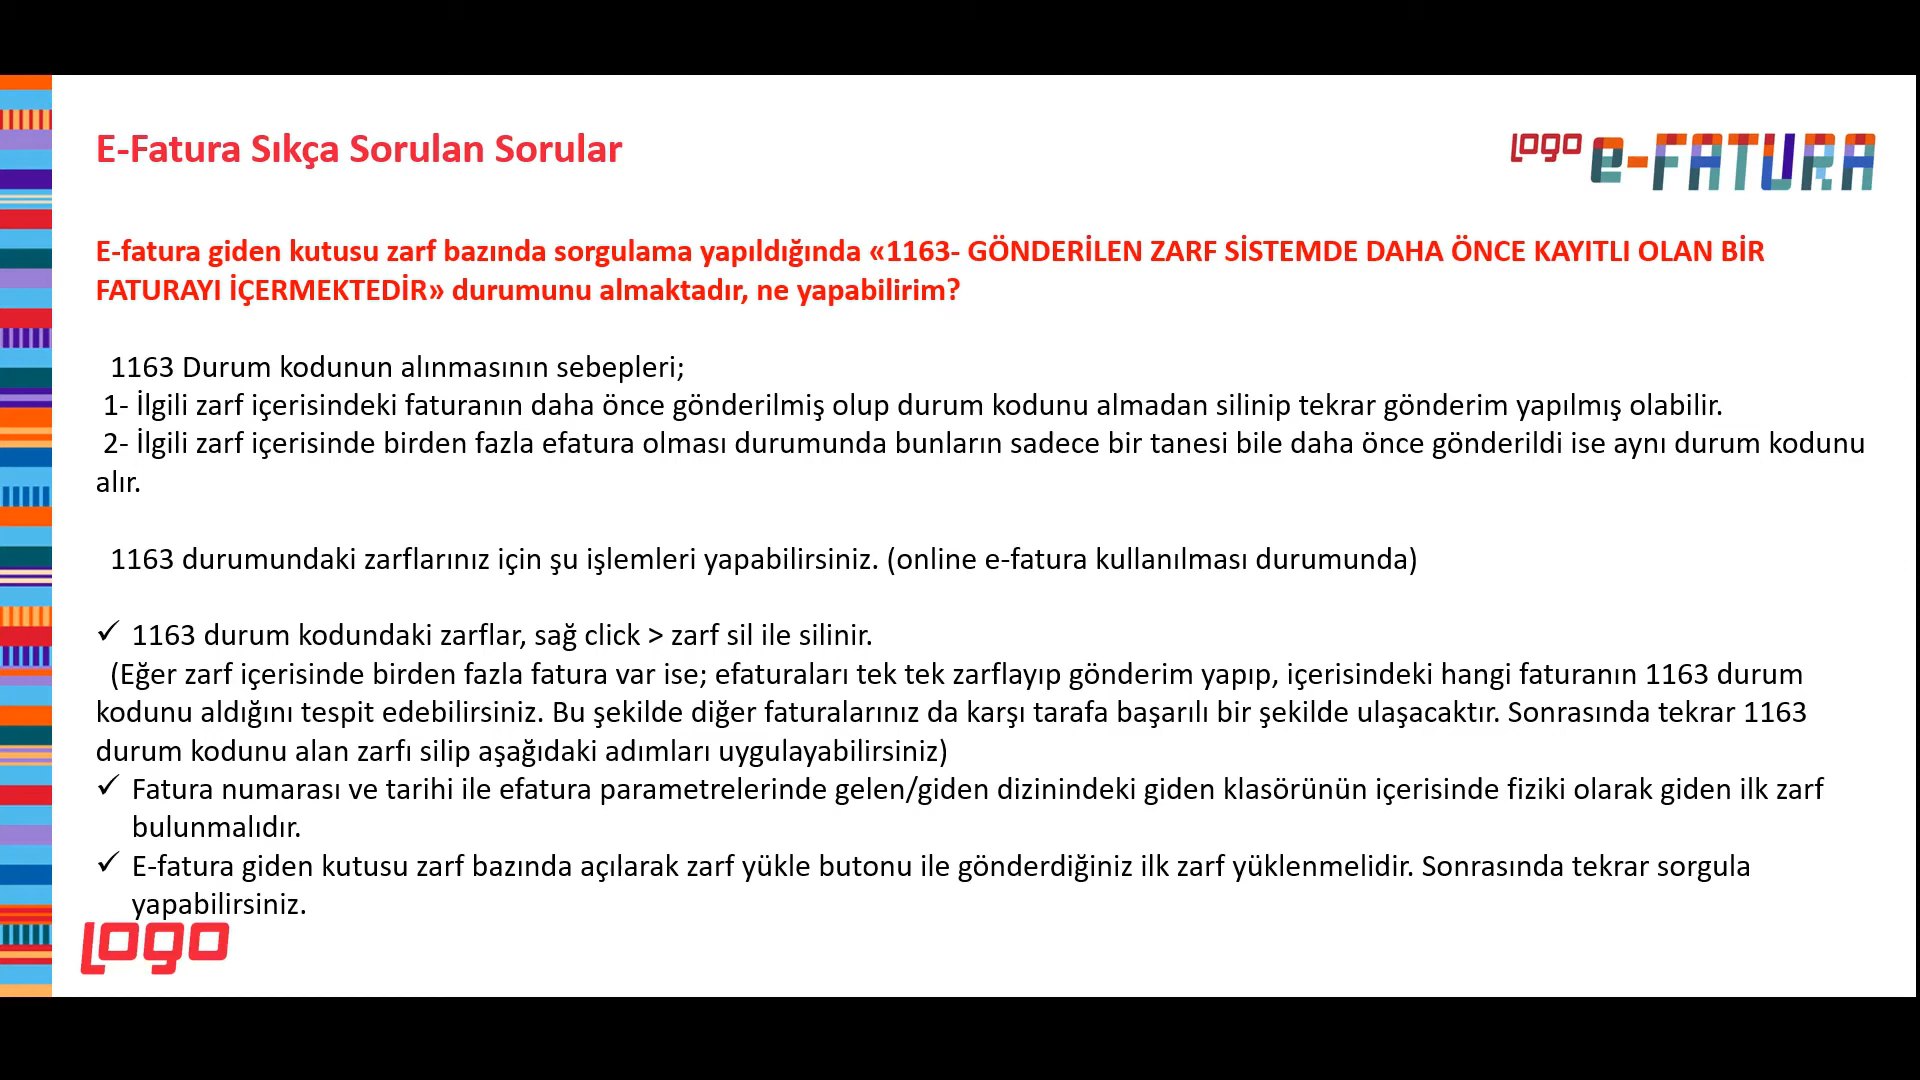 E-Fatura Sıkça Sorulan Sorular
logo e-FATURA
E-fatura giden kutusu zarf bazında sorgulama yapıldığında «1163- GÖNDERİLEN ZARF SİSTEMDE DAHA ÖNCE KAYITLI OLAN BİR
FATURAYI İÇERMEKTEDİR» durumunu almaktadır, ne yapabilirim?
1163 Durum kodunun alınmasının sebepleri;
1- İlgili zarf içerisindeki faturanın daha önce gönderilmiş olup durum kodunu almadan silinip tekrar gönderim yapılmış olabilir.
2- İlgili zarf içerisinde birden fazla efatura olması durumunda bunların sadece bir tanesi bile daha önce gönderildi ise aynı durum kodunu
alır.
1163 durumundaki zarflarınız için şu işlemleri yapabilirsiniz. (online e-fatura kullanılması durumunda)
✓ 1163 durum kodundaki zarflar, sağ click > zarf sil ile silinir.
(Eğer zarf içerisinde birden fazla fatura var ise; efaturaları tek tek zarflayıp gönderim yapıp, içerisindeki hangi faturanın 1163 durum
kodunu aldığını tespit edebilirsiniz. Bu şekilde diğer faturalarınız da karşı tarafa başarılı bir şekilde ulaşacaktır. Sonrasında tekrar 1163
durum kodunu alan zarfı silip aşağıdaki adımları uygulayabilirsiniz)
✓ Fatura numarası ve tarihi ile efatura parametrelerinde gelen/giden dizinindeki giden klasörünün içerisinde fiziki olarak giden ilk zarf
bulunmalıdır.
✓ E-fatura giden kutusu zarf bazında açılarak zarf yükle butonu ile gönderdiğiniz ilk zarf yüklenmelidir. Sonrasında tekrar sorgula
yapabilirsiniz.
logo